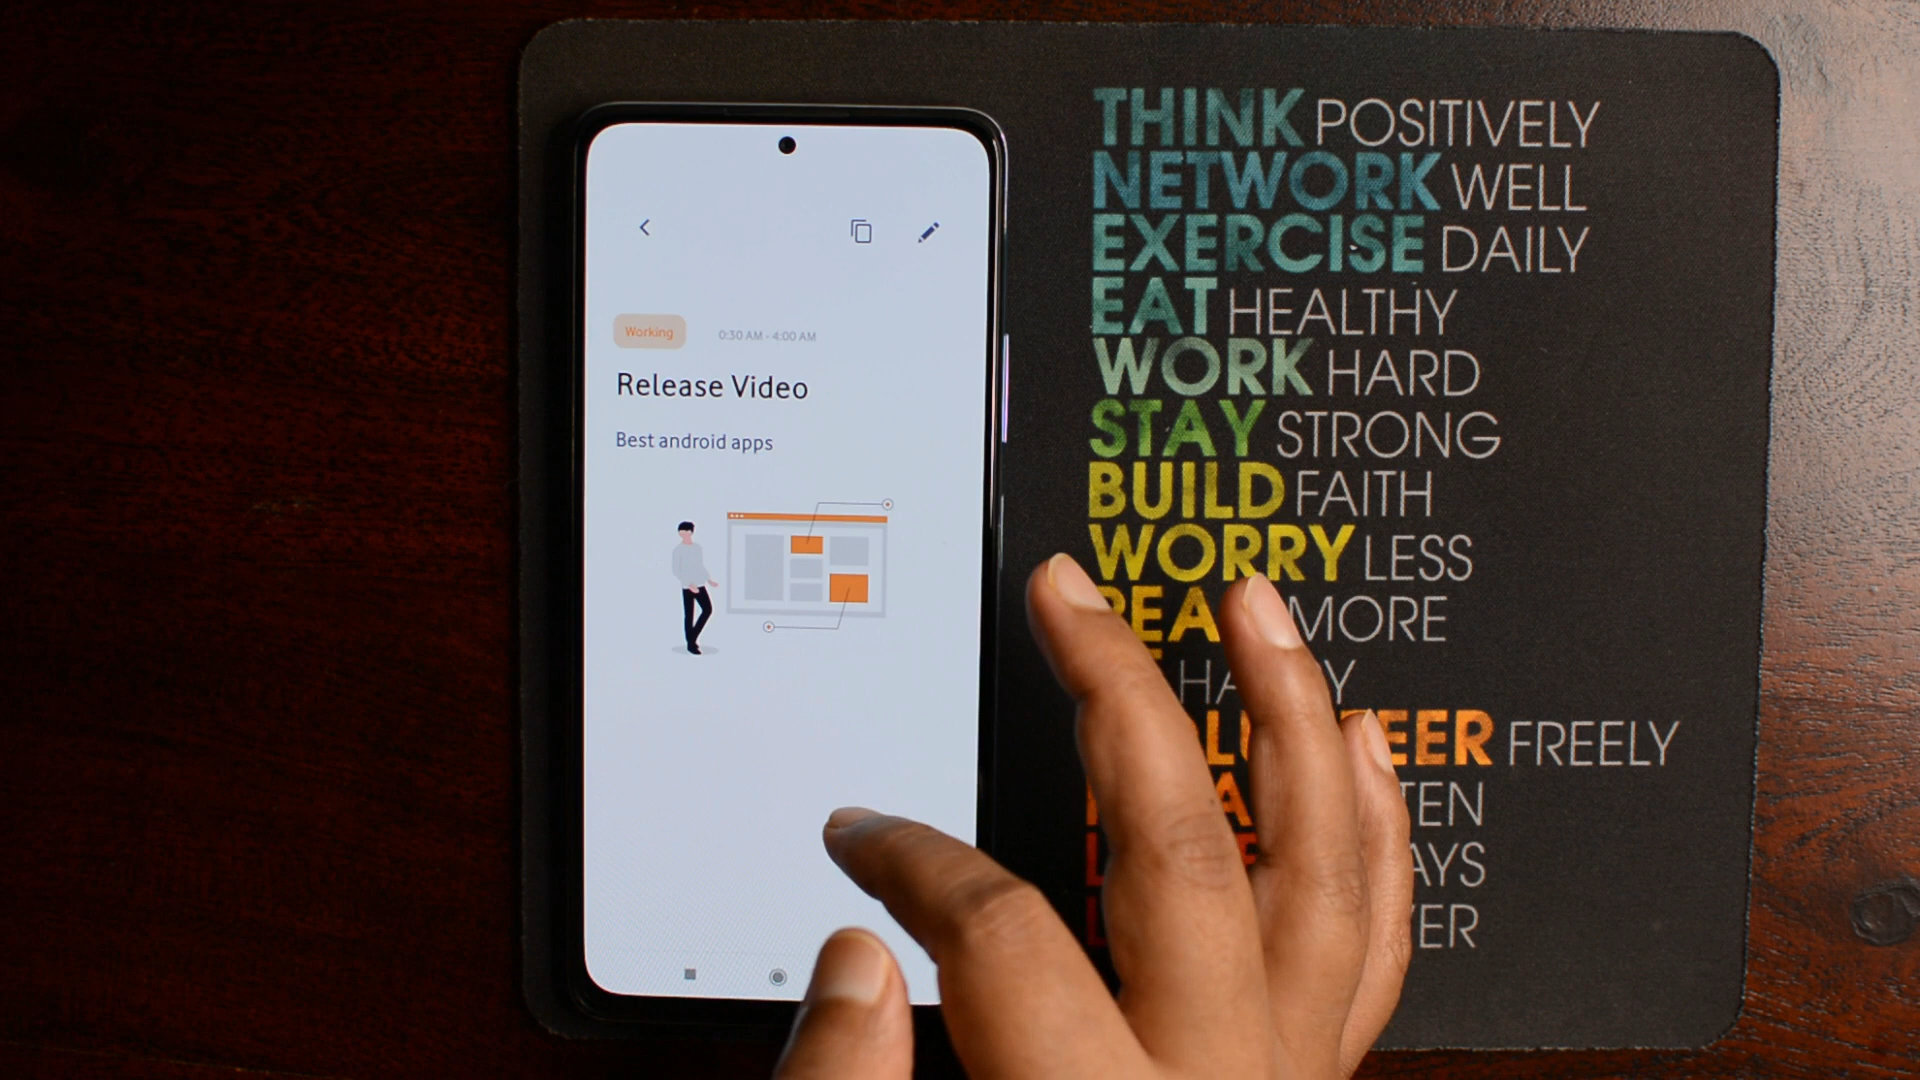 Working
0:30 AM - 4:00 AM
Release Video
Best android apps
THINK POSITIVELY
NETWORK WELL
EXERCISE DAILY
EAT HEALTHY
WORK HARD
STAY STRONG
BUILD FAITH
WORRY LESS
MORE
FREELY